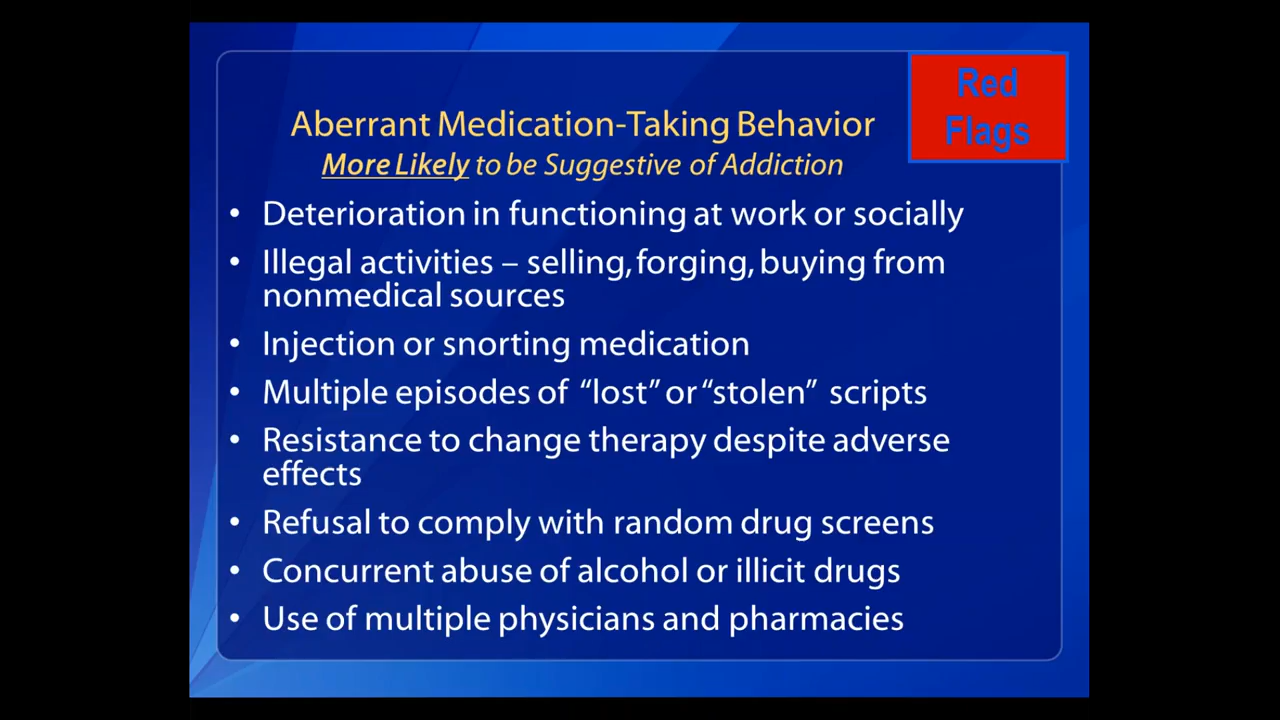 Red
Flags
Aberrant Medication-Taking Behavior
More Likely to be Suggestive of Addiction
• Deterioration in functioning at work or socially
• Illegal activities – selling, forging, buying from
nonmedical sources
• Injection or snorting medication
• Multiple episodes of “lost” or “stolen” scripts
• Resistance to change therapy despite adverse
effects
• Refusal to comply with random drug screens
• Concurrent abuse of alcohol or illicit drugs
• Use of multiple physicians and pharmacies